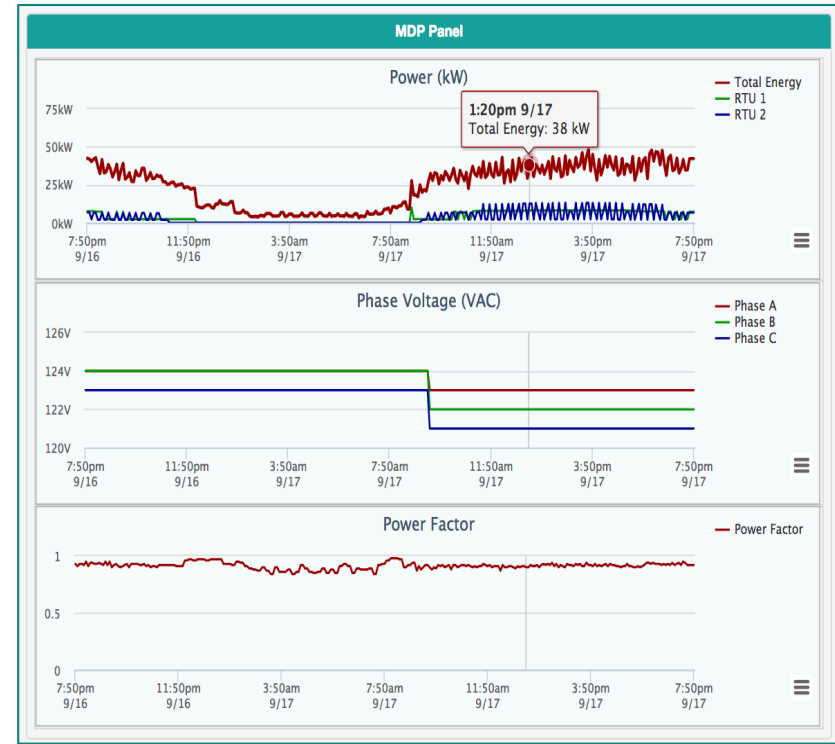 MDP Panel
Power (kW)
Total Energy
RTU 1
RTU 2
75kW
50kW
25kW
0kW
1:20pm 9/17
Total Energy: 38 kW
7:50pm 11:50pm 3:50am 7:50am 11:50am 3:50pm 7:50pm
9/16 9/16 9/17 9/17 9/17 9/17 9/17
Phase Voltage (VAC)
Phase A
Phase B
Phase C
126V
124V
122V
120V
7:50pm 11:50pm 3:50am 7:50am 11:50am 3:50pm 7:50pm
9/16 9/16 9/17 9/17 9/17 9/17 9/17
Power Factor
Power Factor
1
0.5
0
7:50pm 11:50pm 3:50am 7:50am 11:50am 3:50pm 7:50pm
9/16 9/16 9/17 9/17 9/17 9/17 9/17